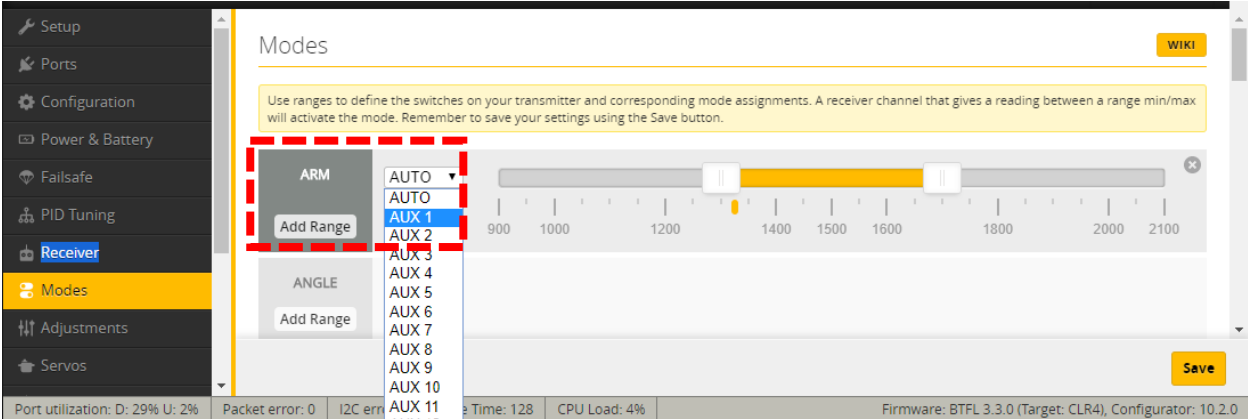 Setup
Ports
Configuration
Power & Battery
Failsafe
PID Tuning
Receiver
Modes
Adjustments
Servos
Modes
WIKI
Use ranges to define the switches on your transmitter and corresponding mode assignments. A receiver channel that gives a reading between a range min/max
will activate the mode. Remember to save your settings using the Save button.
ARM
Add Range
AUTO
AUTO
AUX 1
AUX 2
AUX 3
AUX 4
AUX 5
AUX 6
AUX 7
AUX 8
AUX 9
AUX 10
AUX 11
900 1000 1200 1400 1500 1600 1800 2000 2100
ANGLE
Add Range
Save
Port utilization: D: 29% U: 2% Packet error: 0 I2C Time: 128 CPU Load: 4% Firmware: BTFL 3.3.0 (Target: CLR4), Configurator: 10.2.0